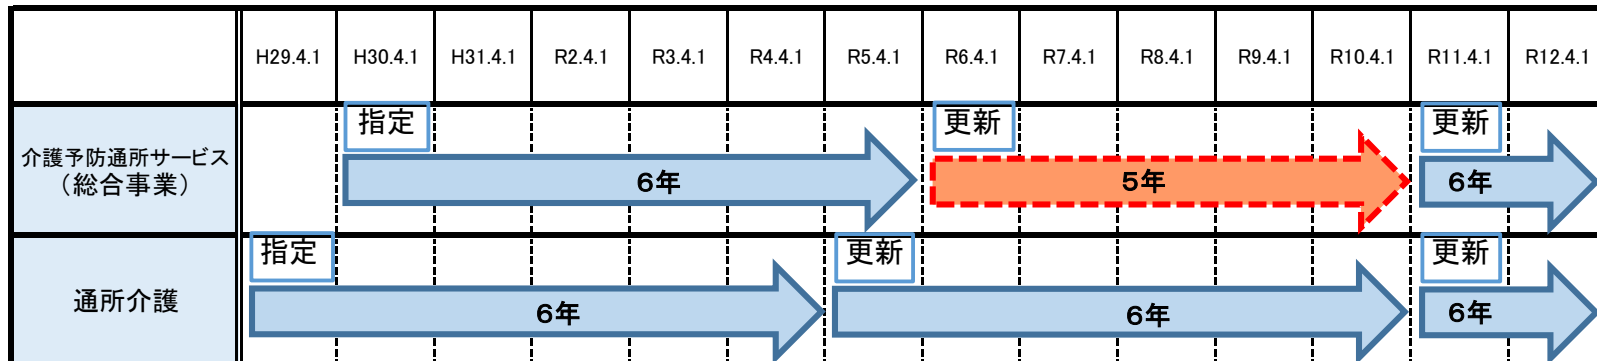 H29.4.1 H30.4.1 H31.4.1 R2.4.1 R3.4.1 R4.4.1 R5.4.1 R6.4.1 R7.4.1 R8.4.1 R9.4.1 R10.4.1 R11.4.1 R12.4.1
指定 更新 更新
介護予防通所サービス
（総合事業）
6年 5年 6年
指定 更新 更新
通所介護
6年 6年 6年